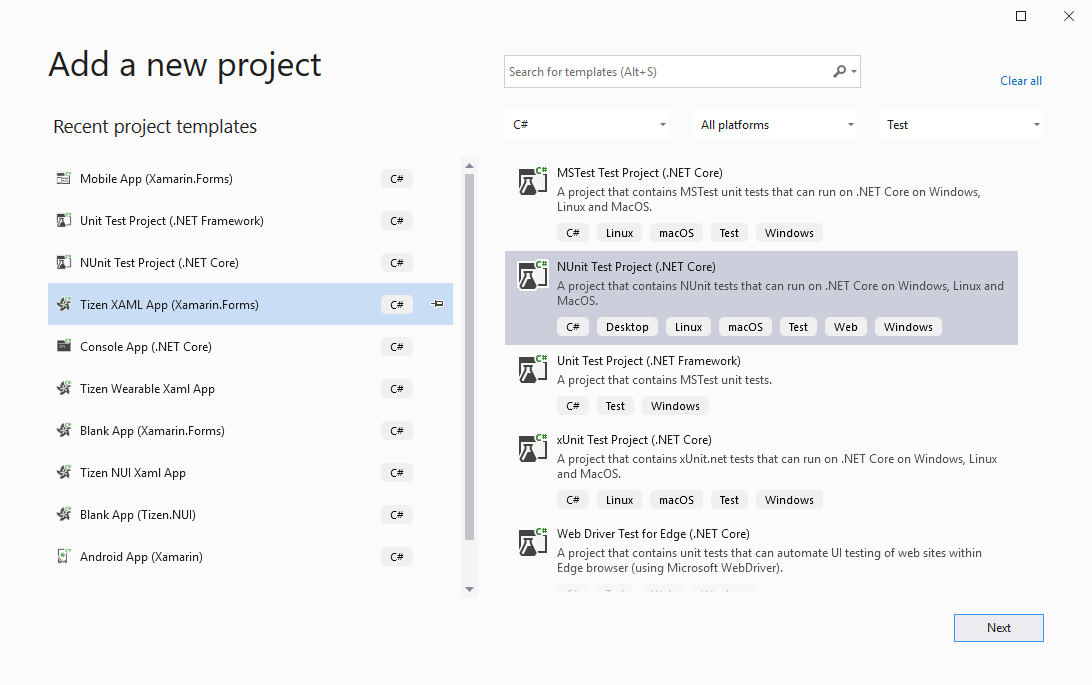 Add a new project
Search for templates (Alt+S)
Clear all
Recent project templates
C#
All platforms
Test
Mobile App (Xamarin.Forms) C#
Unit Test Project (.NET Framework) C#
NUnit Test Project (.NET Core) C#
Tizen XAML App (Xamarin.Forms) C#
Console App (.NET Core) C#
Tizen Wearable Xaml App C#
Blank App (Xamarin.Forms) C#
Tizen NUI Xaml App C#
Blank App (Tizen.NUI) C#
Android App (Xamarin) C#
C# MSTest Test Project (.NET Core)
A project that contains MSTest unit tests that can run on .NET Core on Windows,
Linux and MacOS.
C# Linux macOS Test Windows
C# NUnit Test Project (.NET Core)
A project that contains NUnit tests that can run on .NET Core on Windows, Linux and
MacOS.
C# Desktop Linux macOS Test Web Windows
C# Unit Test Project (.NET Framework)
A project that contains MSTest unit tests.
C# Test Windows
C# xUnit Test Project (.NET Core)
A project that contains xUnit.net tests that can run on .NET Core on Windows, Linux
and MacOS.
C# Linux macOS Test Windows
C# Web Driver Test for Edge (.NET Core)
A project that contains unit tests that can automate UI testing of web sites within
Edge browser (using Microsoft WebDriver).
Next